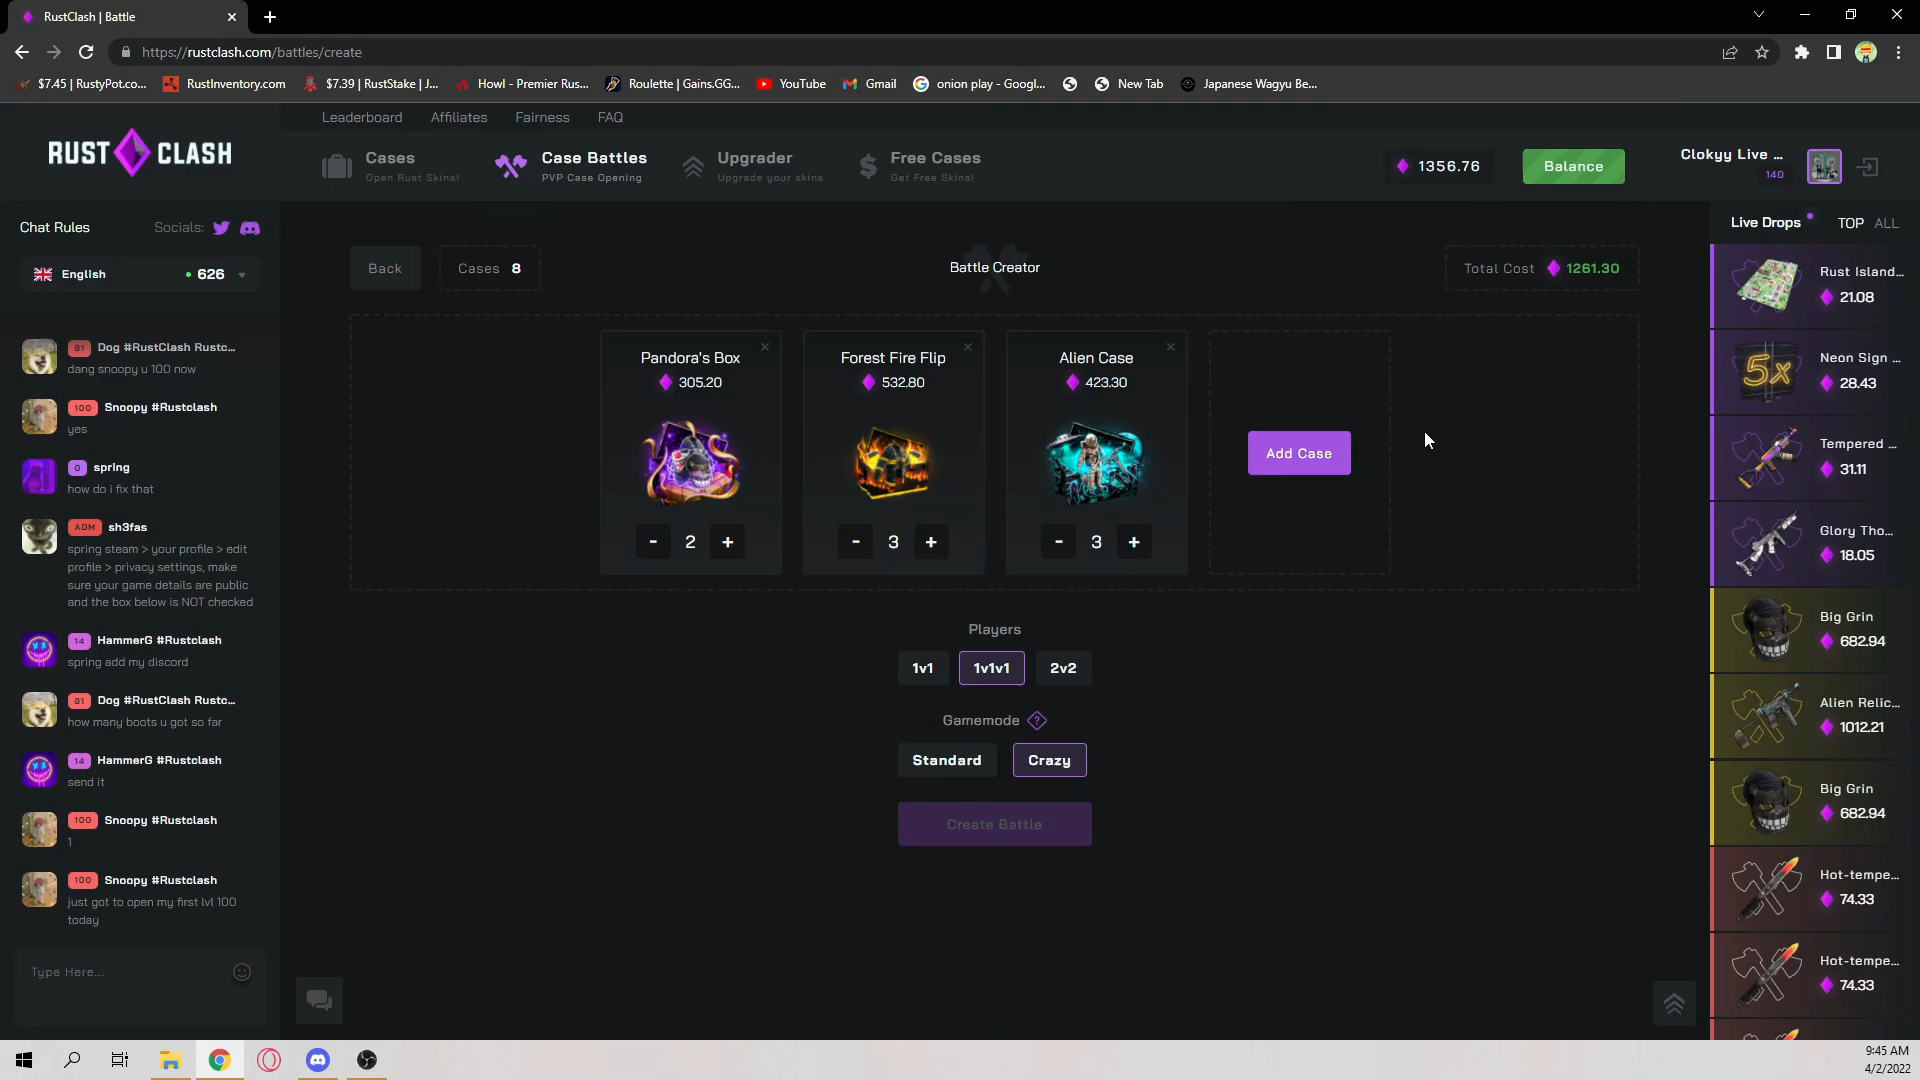 RustClash | Battle
https://rustclash.com/battles/create
$7.45 | RustyPot.co...
RustInventory.com
$7.39 | RustStake | J...
Howl - Premier Rus...
Roulette | Gains.GG...
YouTube
Gmail
onion play - Googl...
New Tab
Japanese Wagyu Be...
RUST CLASH
Leaderboard
Affiliates
Fairness
FAQ
Cases
Open Rust Skins!
Case Battles
PVP Case Opening
Upgrader
Upgrade your skins
Free Cases
Get Free Skins!
1356.76
Balance
Clokyy Live ...
140
Chat Rules
Socials:
English
626
81 Dog #RustClash Rustc...
dang snoopy u 100 now
100 Snoopy #Rustclash
yes
0 spring
how do i fix that
ADM sh3fas
spring steam > your profile > edit
profile > privacy settings, make
sure your game details are public
and the box below is NOT checked
14 HammerG #Rustclash
spring add my discord
81 Dog #RustClash Rustc...
how many boots u got so far
14 HammerG #Rustclash
send it
100 Snoopy #Rustclash
1
100 Snoopy #Rustclash
just got to open my first lvl 100
today
Type Here...
Back
Cases 8
Battle Creator
Total Cost 1261.30
Pandora's Box
305.20
- 2 +
Forest Fire Flip
532.80
- 3 +
Alien Case
423.30
- 3 +
Add Case
Players
1v1
1v1v1
2v2
Gamemode ?
Standard
Crazy
Create Battle
Live Drops
TOP
ALL
Rust Island...
21.08
Neon Sign ...
28.43
5x
Tempered ...
31.11
Glory Tho...
18.05
Big Grin
682.94
Alien Relic...
1012.21
Big Grin
682.94
Hot-tempe...
74.33
Hot-tempe...
74.33
9:45 AM
4/2/2022